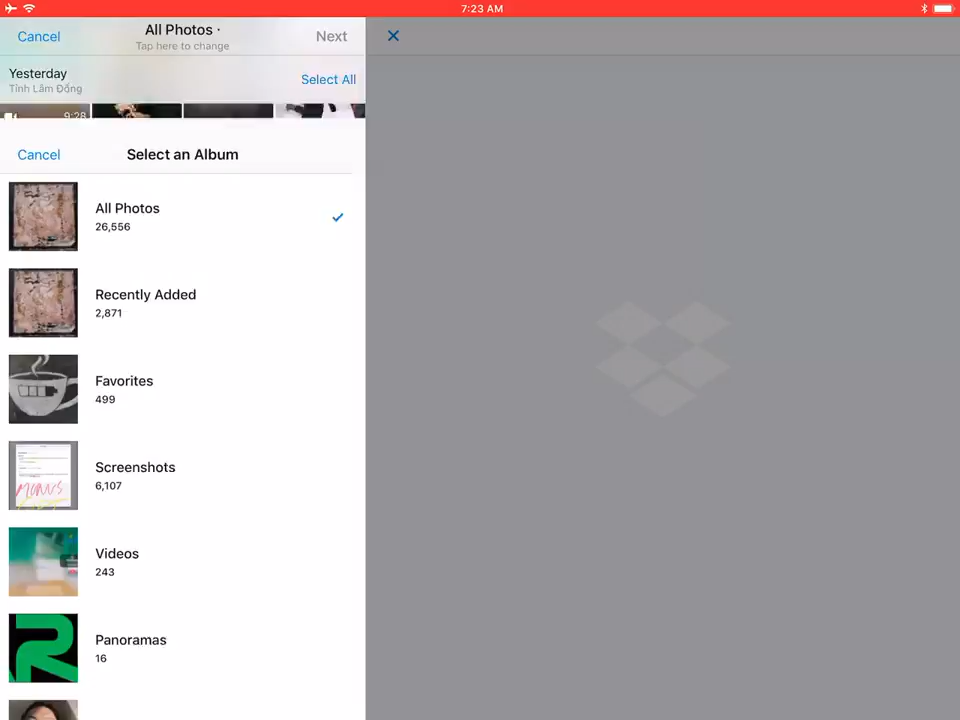 7:23 AM
Cancel
All Photos ·
Tap here to change
Next
Yesterday
Tỉnh Lâm Đồng
Select All
9:28
Cancel
Select an Album
All Photos
26,556
Recently Added
2,871
Favorites
499
Screenshots
6,107
Videos
243
Panoramas
16